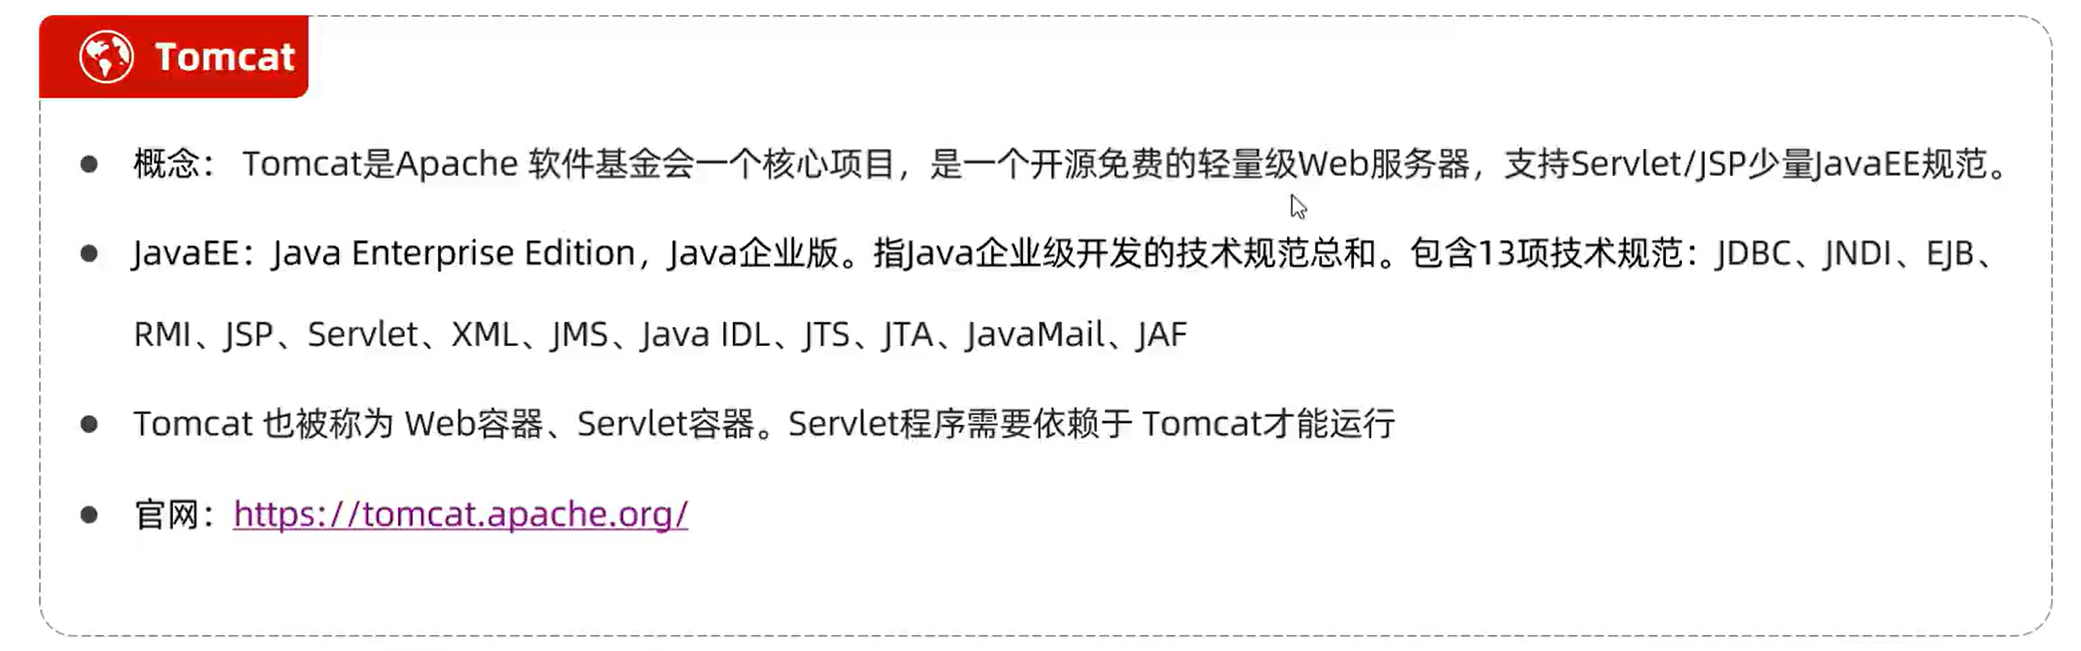 Tomcat
概念： Tomcat是Apache 软件基金会一个核心项目，是一个开源免费的轻量级Web服务器，支持Servlet/JSP少量JavaEE规范。
JavaEE：Java Enterprise Edition，Java企业版。指Java企业级开发的技术规范总和。包含13项技术规范：JDBC、JNDI、EJB、
RMI、JSP、Servlet、XML、JMS、Java IDL、JTS、JTA、JavaMail、JAF
Tomcat 也被称为 Web容器、Servlet容器。Servlet程序需要依赖于 Tomcat才能运行
官网：https://tomcat.apache.org/